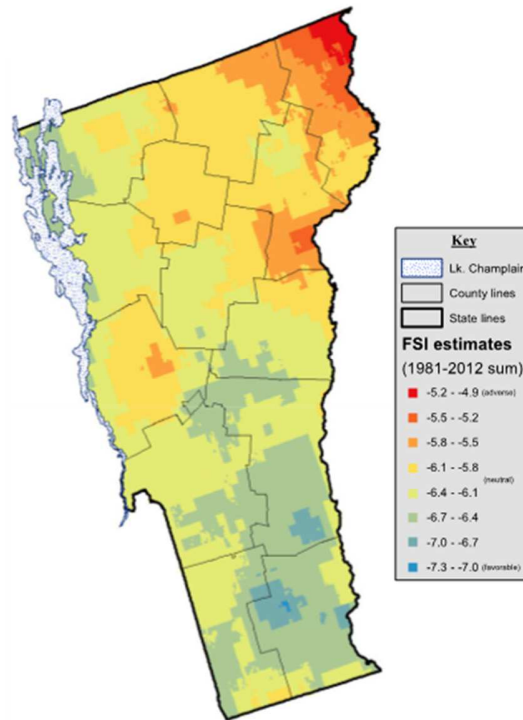 Key
Lk. Champlain
County lines
State lines
FSI estimates
(1981-2012 sum)
-5.2 - -4.9 (adverse)
-5.5 - -5.2
-5.8 - -5.5
-6.1 - -5.8
(neutral)
-6.4 - -6.1
-6.7 - -6.4
-7.0 - -6.7
-7.3 - -7.0 (favorable)